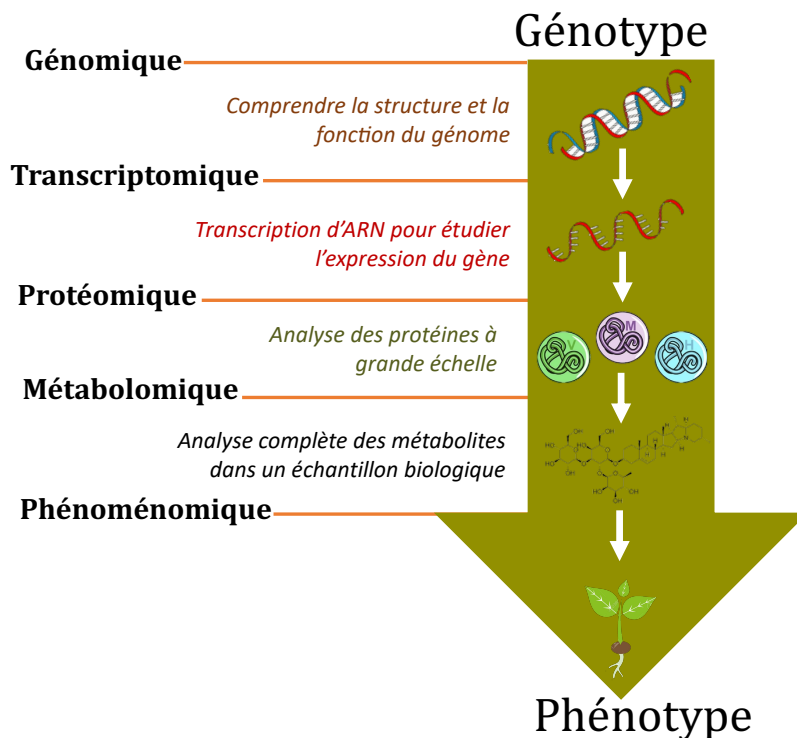 Génotype
Génomique
Comprendre la structure et la
fonction du génome
Transcriptomique
Transcription d’ARN pour étudier
l’expression du gène
Protéomique
V
M
H
Analyse des protéines à
grande échelle
Métabolomique
Analyse complète des métabolites
dans un échantillon biologique
Phénoménomique
Phénotype